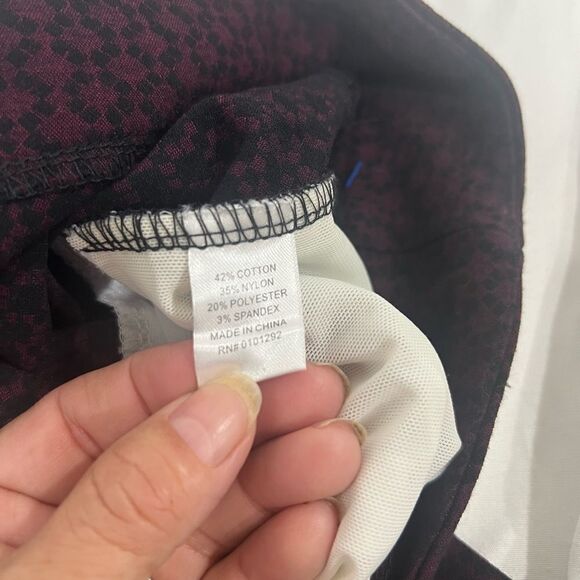 42% COTTON
35% NYLON
20% POLYESTER
3% SPANDEX
MADE IN CHINA
RN# 0101292